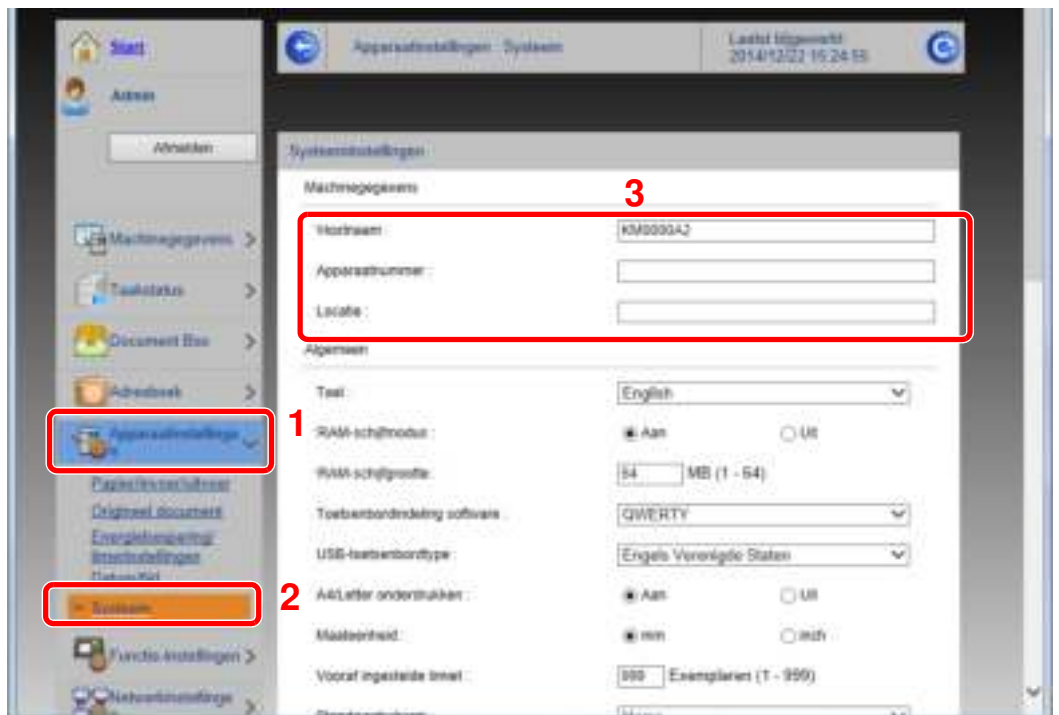 Start
Apparaatinstellingen : Systeem
Laatst bijgewerkt:
2014/12/22 15:24:55
Admin
Afmelden
Systeeminstellingen
Machinegegevens
3
Hostnaam :
KM0000A2
Machinegegevens
Apparaatnummer :
Taakstatus
Locatie :
Document Box
Algemeen
Adresboek
Taal :
English
1
Apparaatinstellinge
n
RAM-schijfmodus :
Aan
Uit
Papier/invoer/uitvoer
RAM-schijfgrootte :
64
MB (1 - 64)
Origineel document
Toetsenbordindeling software :
QWERTY
Energiebesparing/
timerinstellingen
USB-toetsenbordtype :
Engels Verenigde Staten
Datum/tijd
2
Systeem
A4/Letter onderdrukken :
Aan
Uit
Maateenheid :
mm
inch
Functie-instellingen
Vooraf ingestelde limiet :
999
Exemplaren (1 - 999)
Netwerkinstellinge